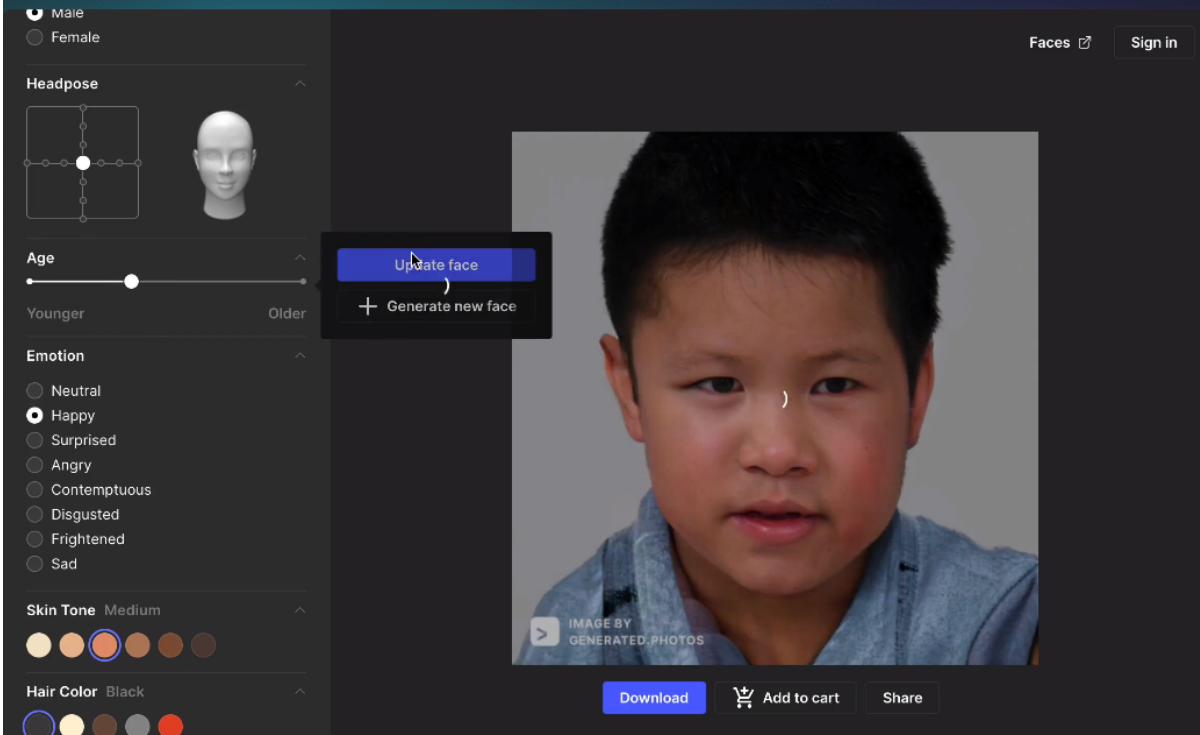 Male
Female
Faces
Sign in
Headpose
Age
Younger
Older
Update face
Generate new face
Emotion
Neutral
Happy
Surprised
Angry
Contemptuous
Disgusted
Frightened
Sad
Skin Tone Medium
Hair Color Black
IMAGE BY
GENERATED.PHOTOS
Download
Add to cart
Share